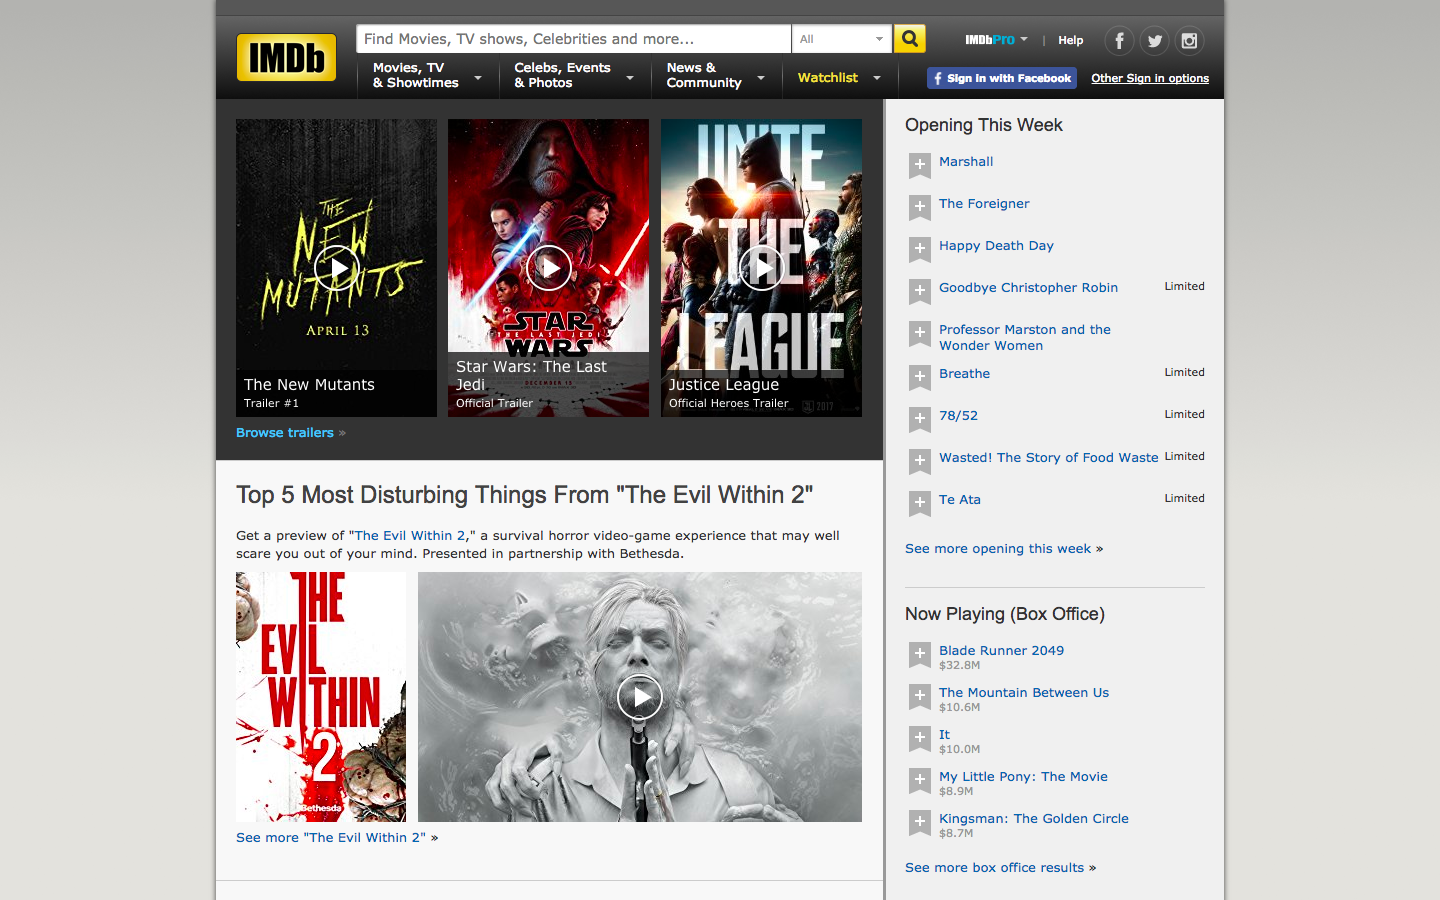 IMDb
Find Movies, TV shows, Celebrities and more...
All
IMDbPro
|
Help
Movies, TV
& Showtimes
Celebs, Events
& Photos
News &
Community
Watchlist
f Sign in with Facebook
Other Sign in options
THE
NEW
MUTANTS
APRIL 13
The New Mutants
Trailer #1
STAR
THE LAST JEDI
WARS
DECEMBER 15
Star Wars: The Last
Jedi
Official Trailer
UNITE
THE
LEAGUE
2017
Justice League
Official Heroes Trailer
Browse trailers »
Top 5 Most Disturbing Things From "The Evil Within 2"
Get a preview of "The Evil Within 2," a survival horror video-game experience that may well
scare you out of your mind. Presented in partnership with Bethesda.
THE
EVIL
WITHIN
2
Bethesda
See more "The Evil Within 2" »
Opening This Week
Marshall
The Foreigner
Happy Death Day
Goodbye Christopher Robin Limited
Professor Marston and the
Wonder Women
Breathe Limited
78/52 Limited
Wasted! The Story of Food Waste Limited
Te Ata Limited
See more opening this week »
Now Playing (Box Office)
Blade Runner 2049
$32.8M
The Mountain Between Us
$10.6M
It
$10.0M
My Little Pony: The Movie
$8.9M
Kingsman: The Golden Circle
$8.7M
See more box office results »